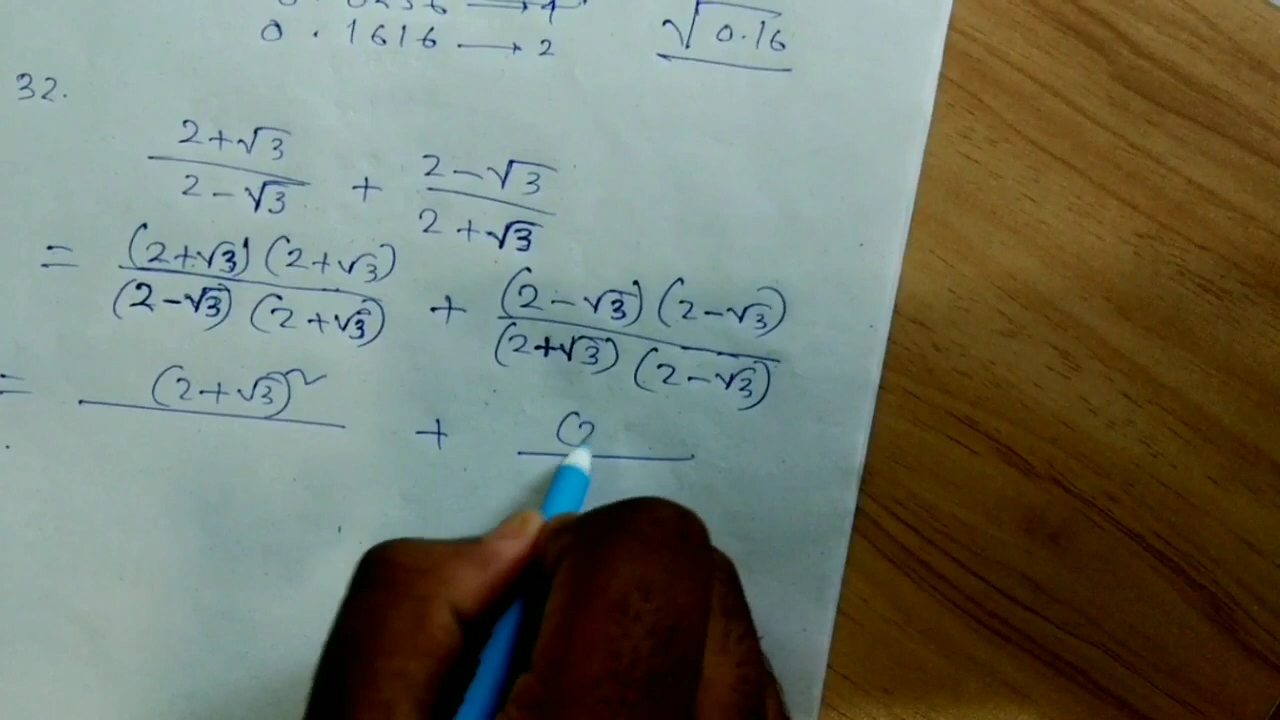 0.1616 → 2
√0.16
32.
(2+√3)/(2-√3) + (2-√3)/(2+√3)
= (2+√3)(2+√3)/(2-√3)(2+√3) + (2-√3)(2-√3)/(2+√3)(2-√3)
= (2+√3)²/ + (2